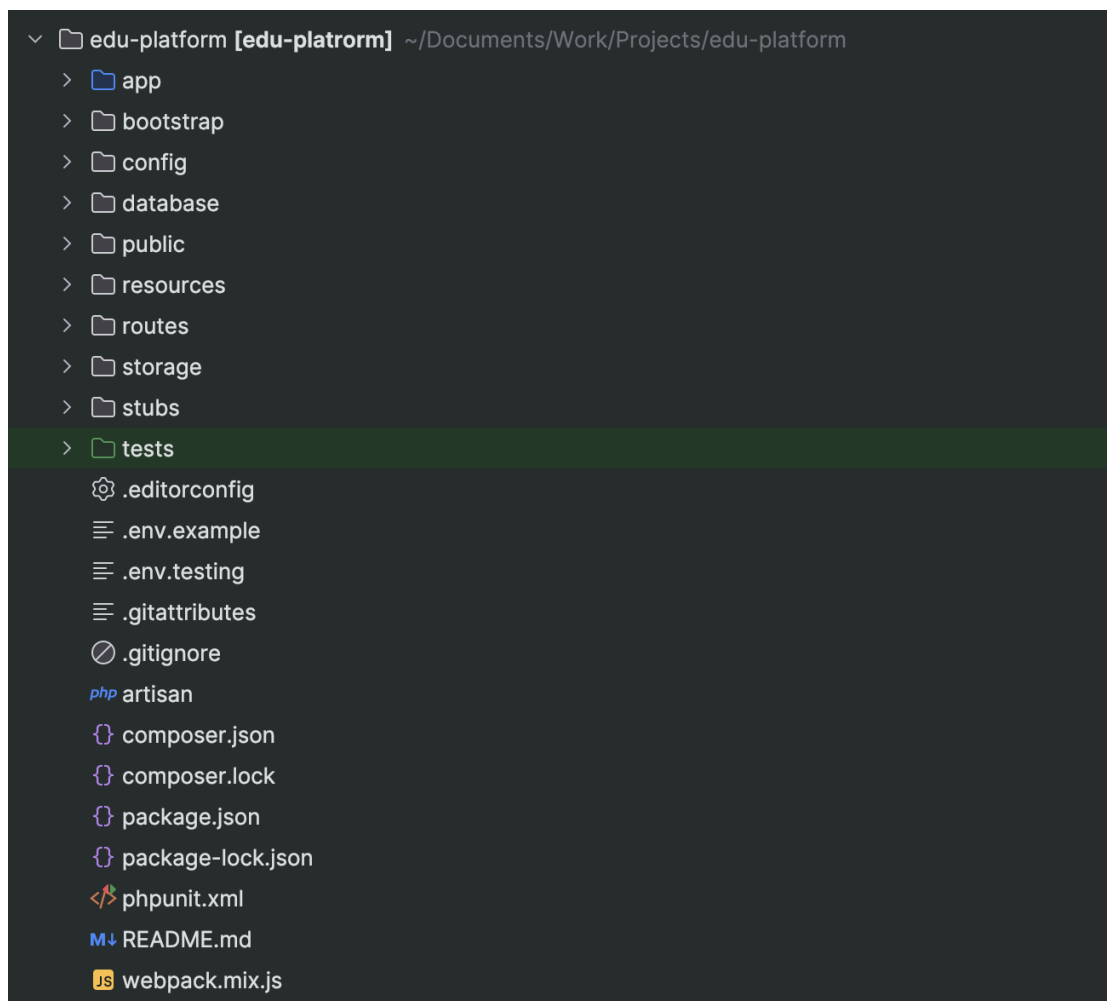 edu-platform [edu-platrorm] ~/Documents/Work/Projects/edu-platform
app
bootstrap
config
database
public
resources
routes
storage
stubs
tests
.editorconfig
.env.example
.env.testing
.gitattributes
.gitignore
php artisan
{} composer.json
{} composer.lock
{} package.json
{} package-lock.json
</> phpunit.xml
M↓ README.md
JS webpack.mix.js